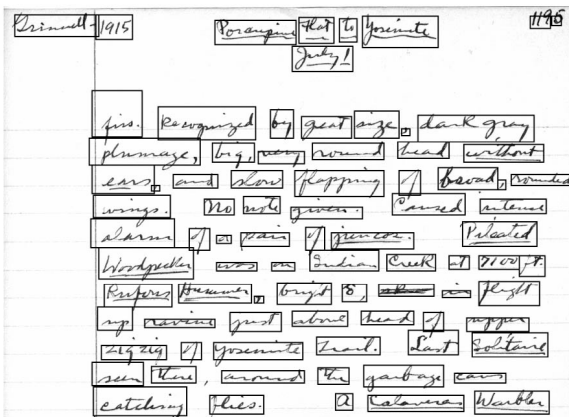 Grinnell - 1915 Porcupine Flat to Yosemite 1195
July 1
firs. Recognized by great size, dark gray
plumage, big, very round head without
ears, and slow flapping of broad, rounded
wings. No note given. Caused intense
alarm of a pair of juncos. Pileated
Woodpecker was on Indian Creek at 7100 ft.
Rufous Hummer, bright ♂, in flight
up ravine just above head of upper
zigzig of Yosemite Trail. Last Solitaire
seen there, around the garbage cans
catching flies. A Calaveras Warbler